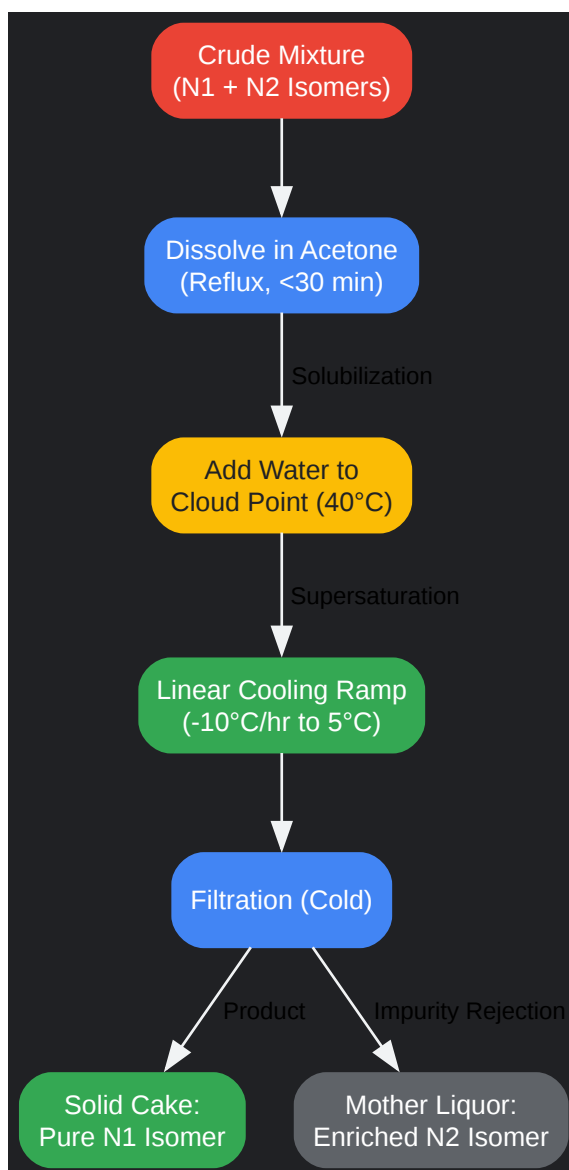 Crude Mixture
(N1 + N2 Isomers)
Dissolve in Acetone
(Reflux, <30 min)
Solubilization
Add Water to
Cloud Point (40°C)
Supersaturation
Linear Cooling Ramp
(-10°C/hr to 5°C)
Filtration (Cold)
Product
Impurity Rejection
Solid Cake:
Pure N1 Isomer
Mother Liquor:
Enriched N2 Isomer